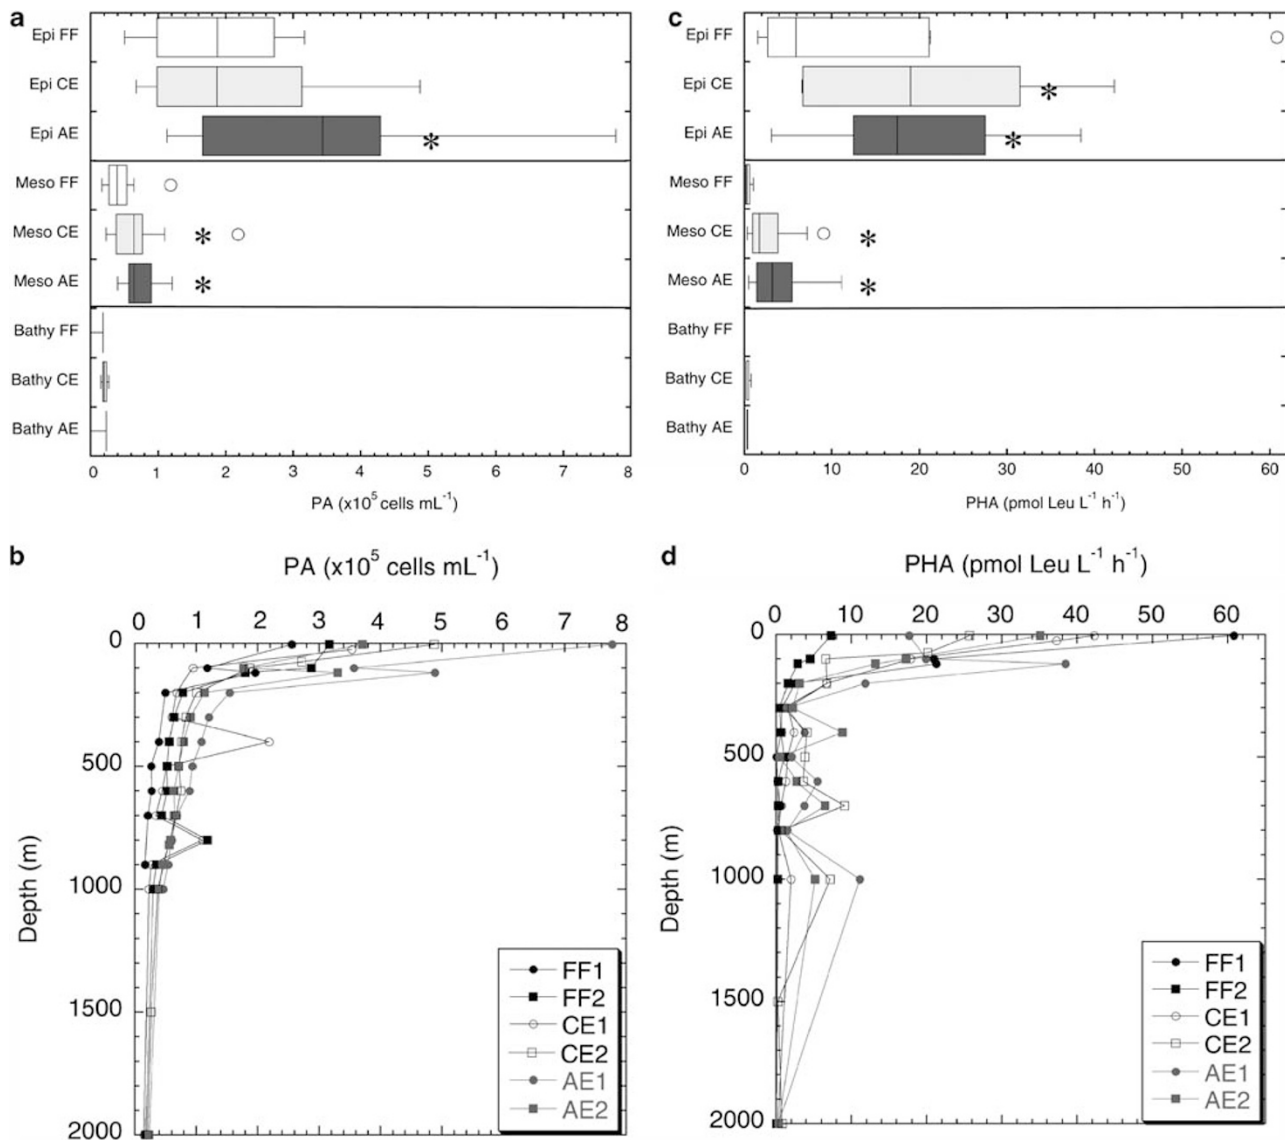 a
Epi FF
Epi CE
Epi AE
*
Meso FF
Meso CE
*
Meso AE
*
Bathy FF
Bathy CE
Bathy AE
0 1 2 3 4 5 6 7 8
PA (x10⁵ cells mL⁻¹)
c
Epi FF
Epi CE
*
Epi AE
*
Meso FF
Meso CE
*
Meso AE
*
Bathy FF
Bathy CE
Bathy AE
0 10 20 30 40 50 60
PHA (pmol Leu L⁻¹ h⁻¹)
b
PA (x10⁵ cells mL⁻¹)
0 1 2 3 4 5 6 7 8
0
500
1000
1500
2000
Depth (m)
FF1
FF2
CE1
CE2
AE1
AE2
d
PHA (pmol Leu L⁻¹ h⁻¹)
0 10 20 30 40 50 60
0
500
1000
1500
2000
Depth (m)
FF1
FF2
CE1
CE2
AE1
AE2